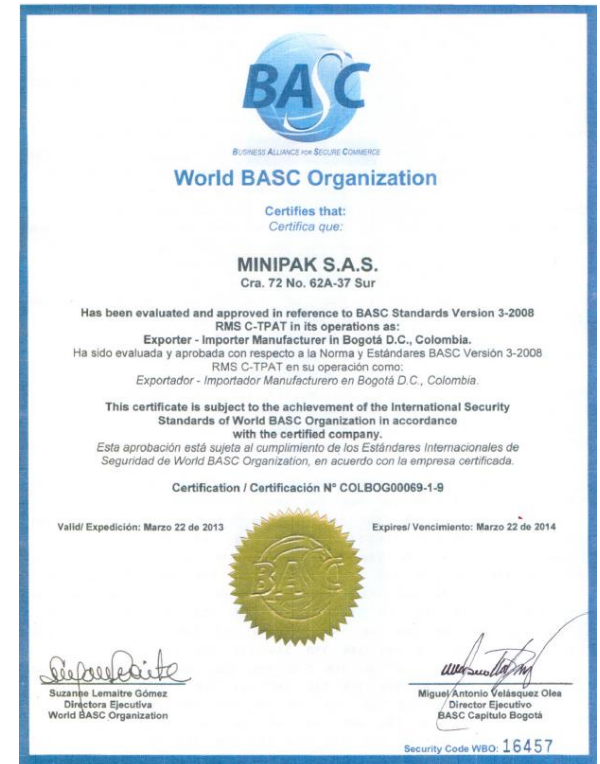 BASC
BUSINESS ALLIANCE FOR SECURE COMMERCE
World BASC Organization
Certifies that:
Certifica que:
MINIPAK S.A.S.
Cra. 72 No. 62A-37 Sur
Has been evaluated and approved in reference to BASC Standards Version 3-2008
RMS C-TPAT in its operations as:
Exporter - Importer Manufacturer in Bogotá D.C., Colombia.
Ha sido evaluada y aprobada con respecto a la Norma y Estándares BASC Versión 3-2008
RMS C-TPAT en su operación como:
Exportador - Importador Manufacturero en Bogotá D.C., Colombia.
This certificate is subject to the achievement of the International Security
Standards of World BASC Organization in accordance
with the certified company.
Esta aprobación está sujeta al cumplimiento de los Estándares Internacionales de
Seguridad de World BASC Organization, en acuerdo con la empresa certificada.
Certification / Certificación N° COLBOG00069-1-9
Valid/ Expedición: Marzo 22 de 2013
Expires/ Vencimiento: Marzo 22 de 2014
BASC
Suzanne Lemaitre Gómez
Directora Ejecutiva
World BASC Organization
Miguel Antonio Velásquez Olea
Director Ejecutivo
BASC Capítulo Bogotá
Security Code WBO: 16457